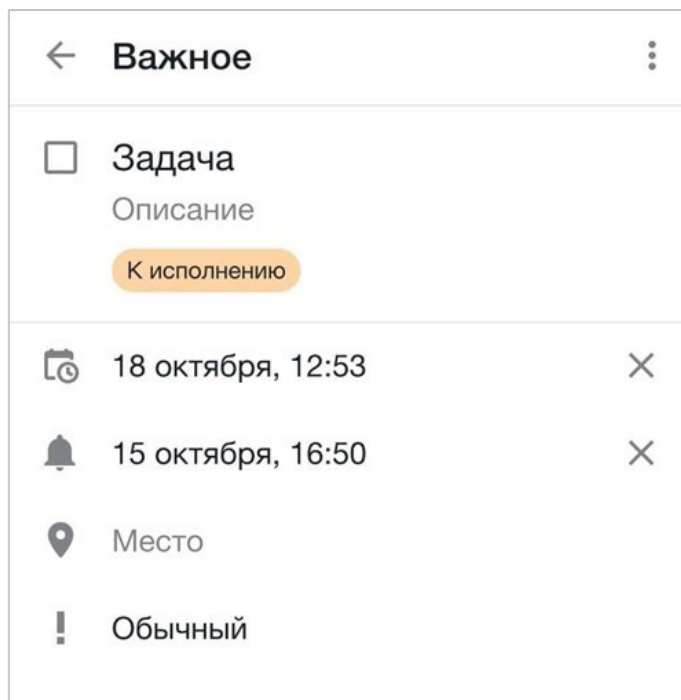 Важное
Задача
Описание
К исполнению
18 октября, 12:53
15 октября, 16:50
Место
Обычный